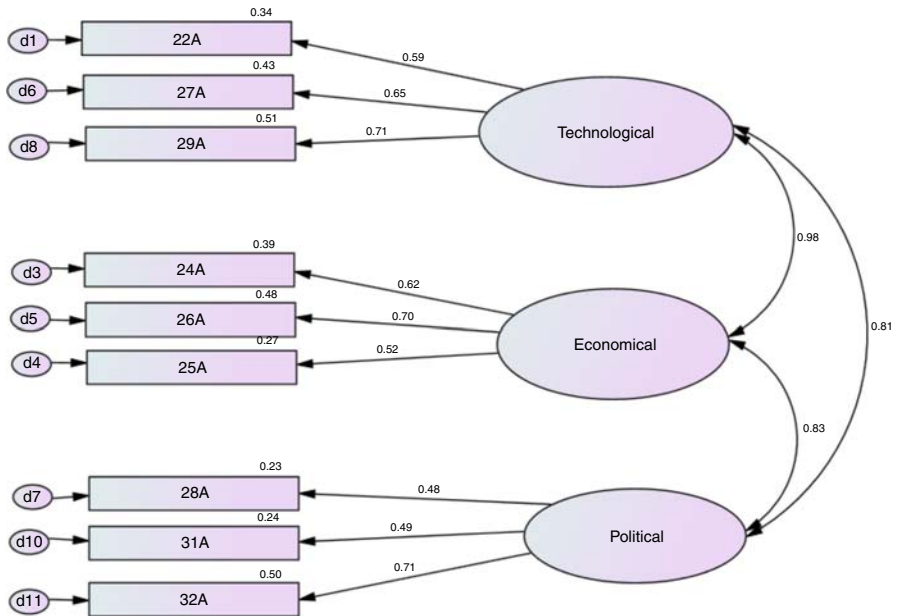 0.34
d1
22A
0.59
0.43
d6
27A
0.65
0.51
d8
29A
0.71
Technological
0.98
0.39
d3
24A
0.62
0.48
d5
26A
0.70
0.27
d4
25A
0.52
Economical
0.81
0.83
0.23
d7
28A
0.48
0.24
d10
31A
0.49
0.50
d11
32A
0.71
Political